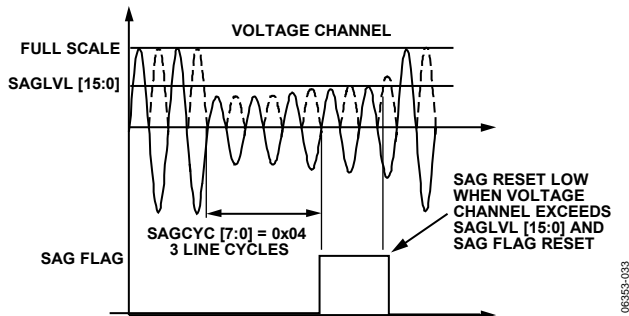 VOLTAGE CHANNEL
FULL SCALE
SAGLVL [15:0]
SAG RESET LOW
WHEN VOLTAGE
CHANNEL EXCEEDS
SAGLVL [15:0] AND
SAG FLAG RESET
SAGCYC [7:0] = 0x04
3 LINE CYCLES
SAG FLAG
06353-033